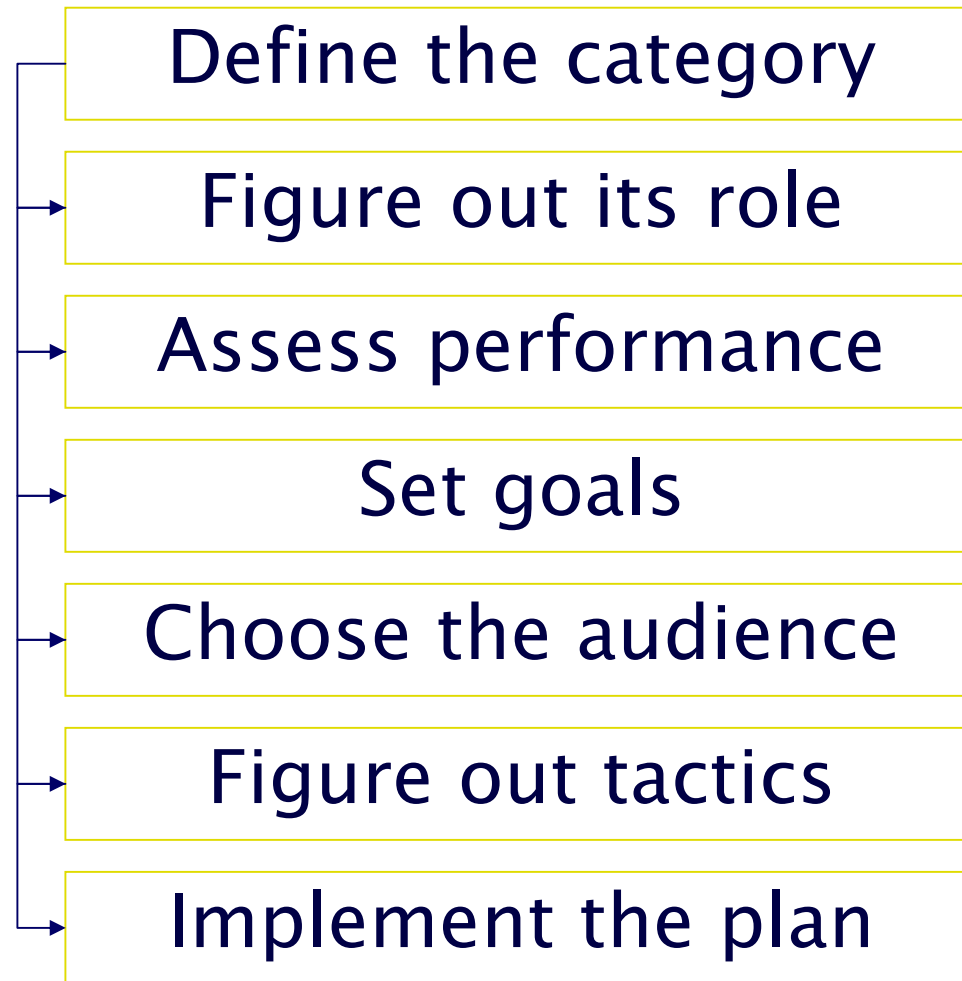 Define the category
Figure out its role
Assess performance
Set goals
Choose the audience
Figure out tactics
Implement the plan